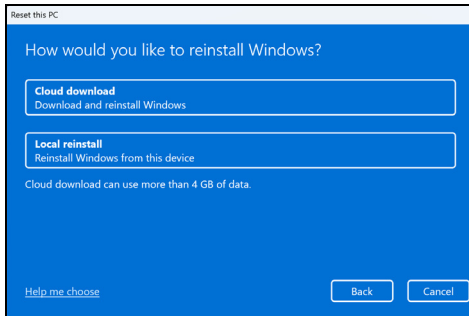 Reset this PC
How would you like to reinstall Windows?
Cloud download
Download and reinstall Windows
Local reinstall
Reinstall Windows from this device
Cloud download can use more than 4 GB of data.
Help me choose
Back
Cancel